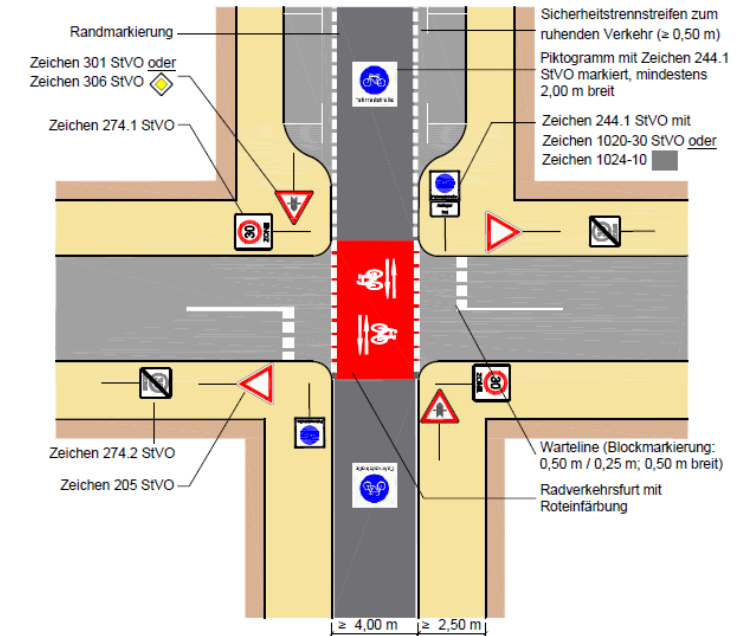 Randmarkierung
Zeichen 301 StVO oder
Zeichen 306 StVO
Zeichen 274.1 StVO
Sicherheitstrennstreifen zum
ruhenden Verkehr (≥ 0,50 m)
Piktogramm mit Zeichen 244.1
StVO markiert, mindestens
2,00 m breit
Zeichen 244.1 StVO mit
Zeichen 1020-30 StVO oder
Zeichen 1024-10
Fahrradstraße
30
ZONE
30
ZONE
Zeichen 274.2 StVO
Zeichen 205 StVO
Warteline (Blockmarkierung:
0,50 m / 0,25 m; 0,50 m breit)
Radverkehrsfurt mit
Roteinfärbung
Fahrradstraße
≥ 4,00 m
≥ 2,50 m